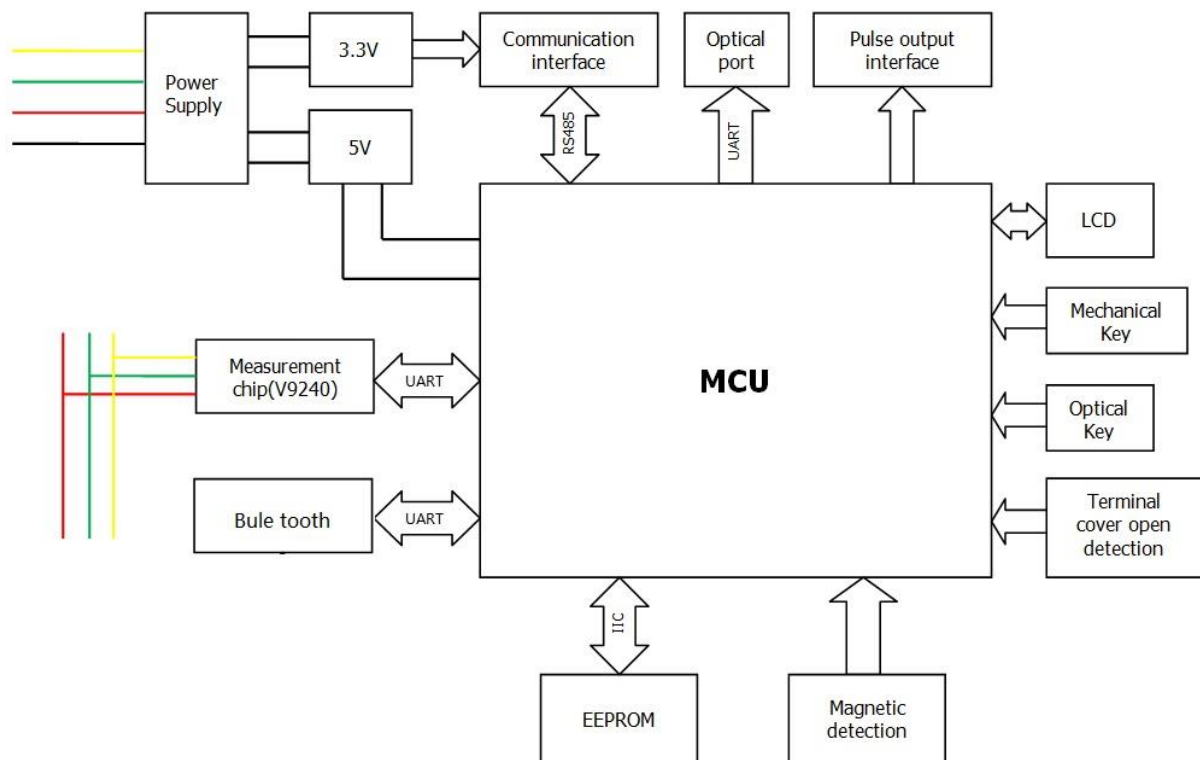 3.3V
Communication
interface
Optical
port
Pulse output
interface
Power
Supply
5V
RS485
UART
LCD
Mechanical
Key
Measurement
chip(V9240)
UART
MCU
Optical
Key
Bule tooth
UART
Terminal
cover open
detection
IIC
EEPROM
Magnetic
detection